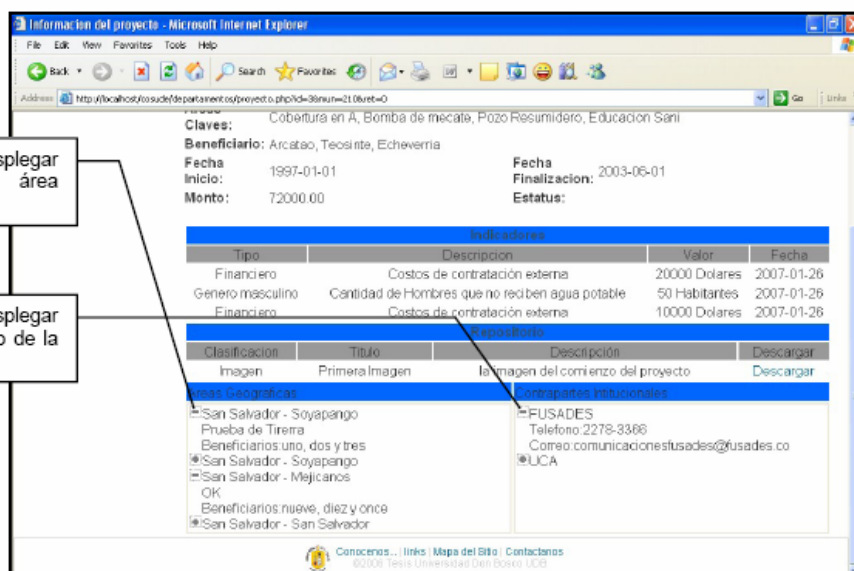 Informacion del proyecto - Microsoft Internet Explorer
File Edit View Favorites Tools Help
Back Search Favorites
Address http://localhost/cosude/departamentos/proyecto.php?id=3&mun=210&ret=0 Go Links
Claves: Cobertura en A, Bomba de mecate, Pozo Resumidero, Educacion Sani
Beneficiario: Arcatao, Teosinte, Echeverria
Fecha Inicio: 1997-01-01 Fecha Finalizacion: 2003-06-01
Monto: 72000.00 Estatus:
splegar
área
Indicadores
Tipo Descripcion Valor Fecha
Financiero Costos de contratación externa 20000 Dolares 2007-01-26
Genero masculino Cantidad de Hombres que no reciben agua potable 50 Habitantes 2007-01-26
Financiero Costos de contratación externa 10000 Dolares 2007-01-26
splegar
o de la
Repositorio
Clasificacion Titulo Descripción Descargar
Imagen Primera Imagen la imagen del comienzo del proyecto Descargar
Areas Geograficas
San Salvador - Soyapango
Prueba de Tirerra
Beneficiarios:uno, dos y tres
San Salvador - Soyapango
San Salvador - Mejicanos
OK
Beneficiarios:nueve, diez y once
San Salvador - San Salvador
Contrapartes Intitucionales
FUSADES
Telefono:2278-3366
Correo:comunicacionesfusades@fusades.co
UCA
Conocenos... | links | Mapa del Sitio | Contactanos
©2006 Tesis Universidad Don Bosco UDB